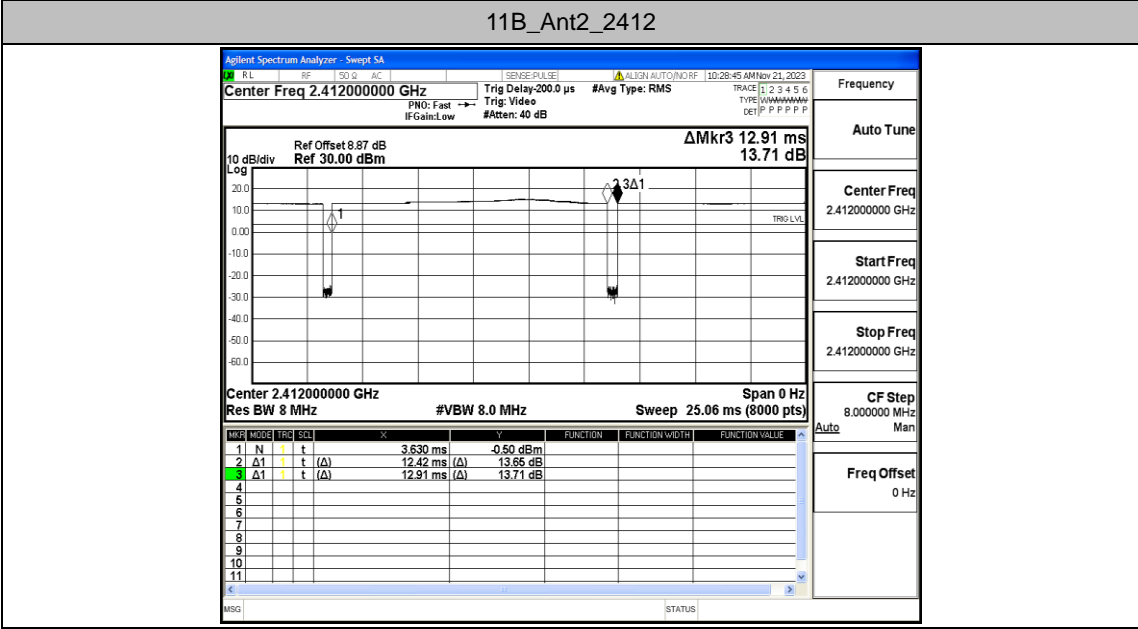 11B_Ant2_2412
Agilent Spectrum Analyzer - Swept SA
RL RF 50 Ω AC SENSE:PULSE ALIGN AUTO/NO RF 10:28:45 AM Nov 21, 2023
Center Freq 2.412000000 GHz Trig Delay-200.0 µs #Avg Type: RMS TRACE 1 2 3 4 5 6
PNO: Fast Trig: Video TYPE
IFGain:Low #Atten: 40 dB DET P P P P P P
ΔMkr3 12.91 ms
13.71 dB
Ref Offset 8.87 dB
10 dB/div Ref 30.00 dBm
Log
20.0
10.0
0.00
-10.0
-20.0
-30.0
-40.0
-50.0
-60.0
1
2 3Δ1
TRIG LVL
Center 2.412000000 GHz Span 0 Hz
Res BW 8 MHz #VBW 8.0 MHz Sweep 25.06 ms (8000 pts)
MKR MODE TRC SCL X Y FUNCTION FUNCTION WIDTH FUNCTION VALUE
1 N 1 t 3.630 ms -0.50 dBm
2 Δ1 1 t (Δ) 12.42 ms (Δ) 13.65 dB
3 Δ1 1 t (Δ) 12.91 ms (Δ) 13.71 dB
4
5
6
7
8
9
10
11
MSG STATUS
Frequency
Auto Tune
Center Freq
2.412000000 GHz
Start Freq
2.412000000 GHz
Stop Freq
2.412000000 GHz
CF Step
8.000000 MHz
Auto Man
Freq Offset
0 Hz